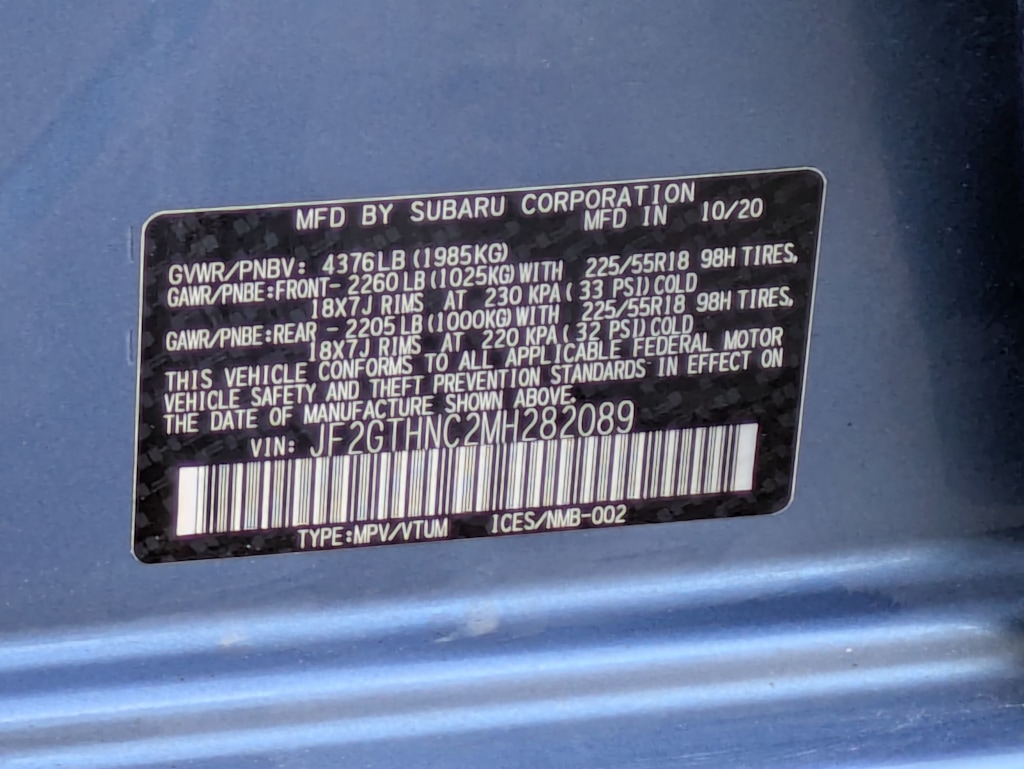 MFD BY SUBARU CORPORATION
MFD IN 10/20
GVWR/PNBV: 4376LB (1985KG)
GAWR/PNBE:FRONT- 2260LB (1025KG) WITH 225/55R18 98H TIRES,
18X7J RIMS AT 230 KPA( 33 PSI) COLD
GAWR/PNBE:REAR - 2205LB (1000KG) WITH 225/55R18 98H TIRES,
18X7J RIMS AT 220 KPA( 32 PSI) COLD
THIS VEHICLE CONFORMS TO ALL APPLICABLE FEDERAL MOTOR
VEHICLE SAFETY AND THEFT PREVENTION STANDARDS IN EFFECT ON
THE DATE OF MANUFACTURE SHOWN ABOVE.
VIN: JF2GTHNC2MH282089
TYPE:MPV/VTUM 1CES/NMB-002